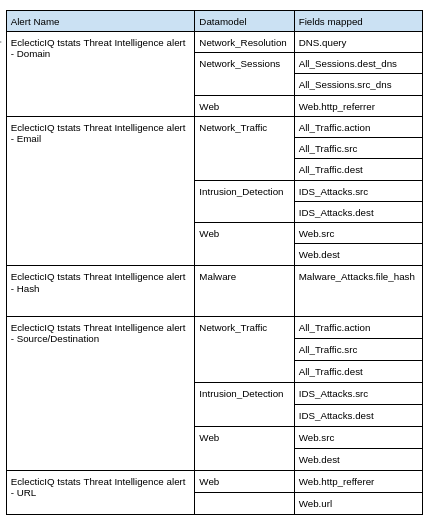 Alert Name Datamodel Fields mapped
EclecticIQ tstats Threat Intelligence alert Network_Resolution DNS.query
- Domain Network_Sessions All_Sessions.dest_dns
All_Sessions.src_dns
Web Web.http_referrer
EclecticIQ tstats Threat Intelligence alert Network_Traffic All_Traffic.action
- Email All_Traffic.src
All_Traffic.dest
Intrusion_Detection IDS_Attacks.src
IDS_Attacks.dest
Web Web.src
Web.dest
EclecticIQ tstats Threat Intelligence alert Malware Malware_Attacks.file_hash
- Hash
EclecticIQ tstats Threat Intelligence alert Network_Traffic All_Traffic.action
- Source/Destination All_Traffic.src
All_Traffic.dest
Intrusion_Detection IDS_Attacks.src
IDS_Attacks.dest
Web Web.src
Web.dest
EclecticIQ tstats Threat Intelligence alert Web Web.http_refferer
- URL Web.url